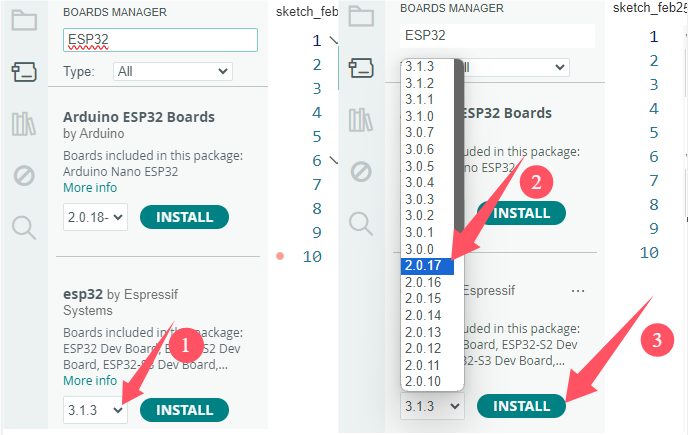 BOARDS MANAGER
ESP32
Type: All
Arduino ESP32 Boards
by Arduino
Boards included in this package:
Arduino Nano ESP32
More info
2.0.18-
INSTALL
esp32 by Espressif
Systems
Boards included in this package:
ESP32 Dev Board, ESP32-S2 Dev
Board, ESP32-S3 Dev Board,...
More info
3.1.3
INSTALL
1
sketch_feb
1
2
3
4
5
6
7
8
9
10
BOARDS MANAGER
ESP32
All
3.1.3
3.1.2
3.1.1
3.1.0
3.0.7
3.0.6
3.0.5
3.0.4
3.0.3
3.0.2
3.0.1
3.0.0
2.0.17
2.0.16
2.0.15
2.0.14
2.0.13
2.0.12
2.0.11
2.0.10
ESP32 Boards
cluded in this package:
no ESP32
2
INSTALL
Espressif ...
cluded in this package:
Board, ESP32-S2 Dev
2-S3 Dev Board,...
3
3.1.3
INSTALL
sketch_feb25
1
2
3
4
5
6
7
8
9
10